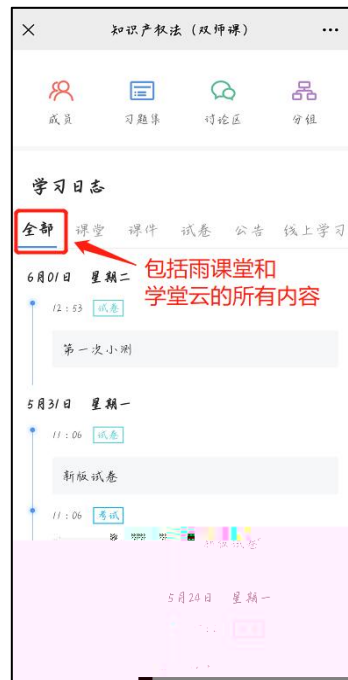 知识产权法（双师课）
成员 习题集 讨论区 分组
学习日志
全部 课堂 课件 试卷 公告 线上学习
包括雨课堂和
学堂云的所有内容
6月01日 星期二
12:53 试卷
第一次小测
5月31日 星期一
11:06 试卷
新版试卷
11:06 考试
5月24日 星期一